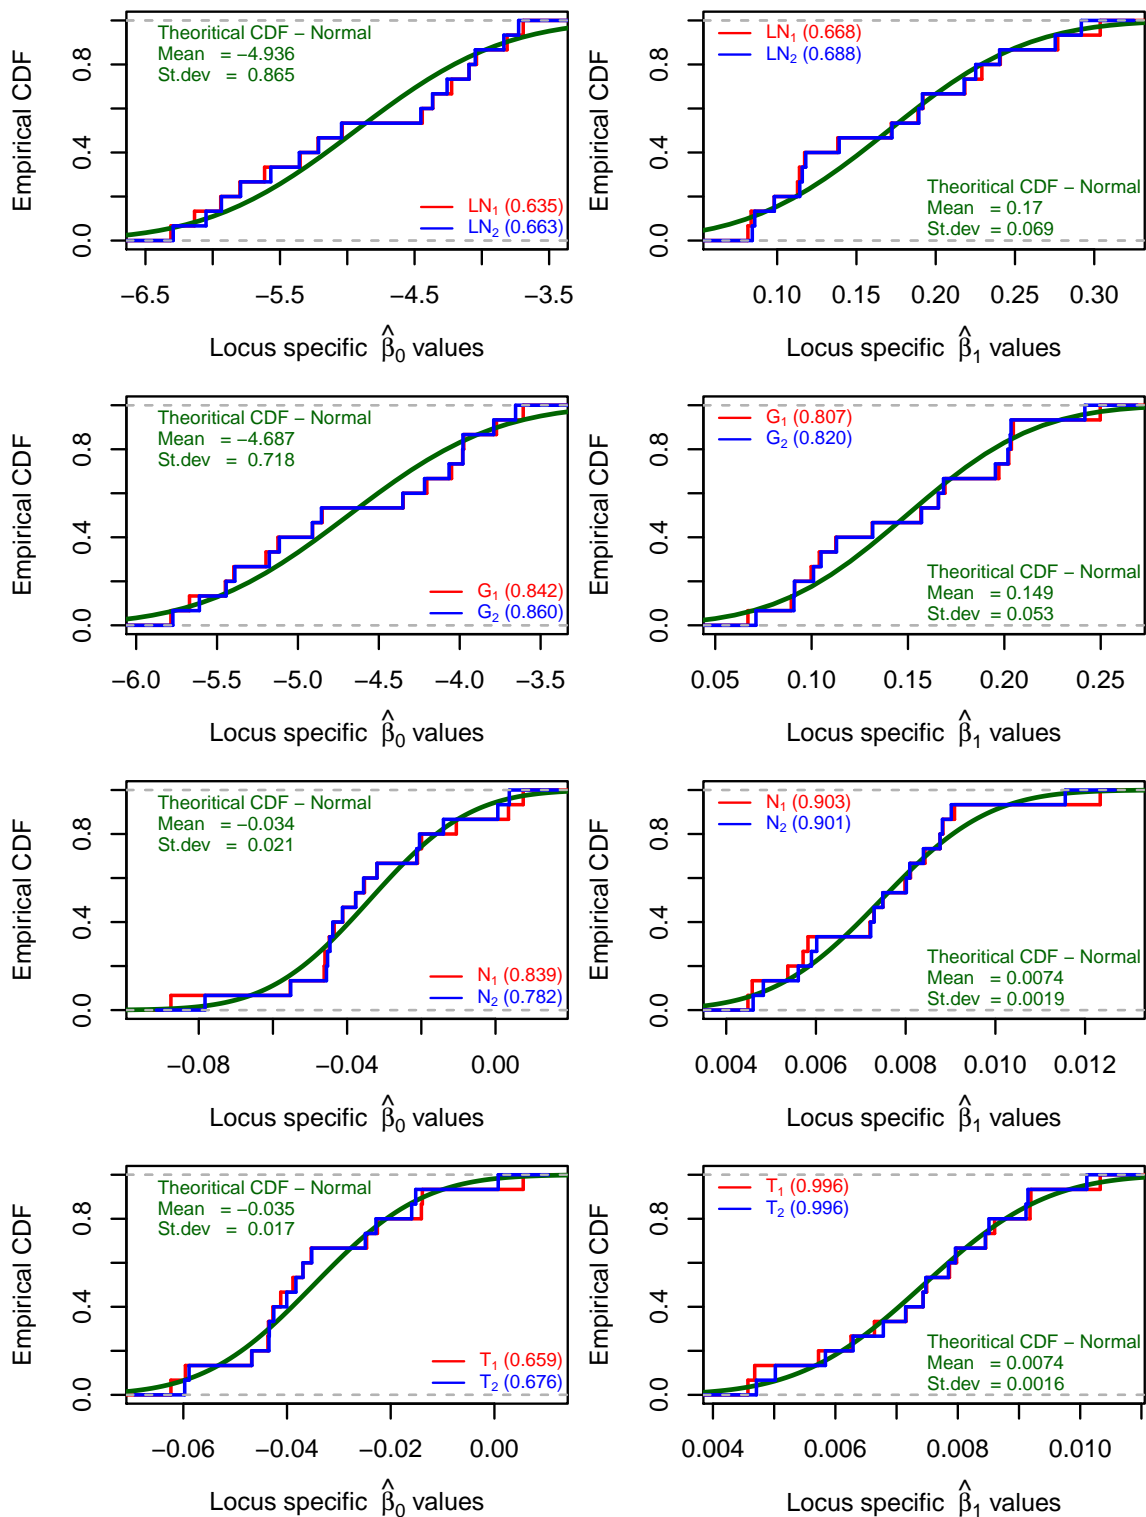 Theoritical CDF − Normal
Mean = −4.936
St.dev = 0.865
LN1 (0.635)
LN2 (0.663)
Empirical CDF
0.0 0.4 0.8
−6.5 −5.5 −4.5 −3.5
Locus specific β̂0 values
LN1 (0.668)
LN2 (0.688)
Theoritical CDF − Normal
Mean = 0.17
St.dev = 0.069
Empirical CDF
0.0 0.4 0.8
0.10 0.15 0.20 0.25 0.30
Locus specific β̂1 values
Theoritical CDF − Normal
Mean = −4.687
St.dev = 0.718
G1 (0.842)
G2 (0.860)
Empirical CDF
0.0 0.4 0.8
−6.0 −5.5 −5.0 −4.5 −4.0 −3.5
Locus specific β̂0 values
G1 (0.807)
G2 (0.820)
Theoritical CDF − Normal
Mean = 0.149
St.dev = 0.053
Empirical CDF
0.0 0.4 0.8
0.05 0.10 0.15 0.20 0.25
Locus specific β̂1 values
Theoritical CDF − Normal
Mean = −0.034
St.dev = 0.021
N1 (0.839)
N2 (0.782)
Empirical CDF
0.0 0.4 0.8
−0.08 −0.04 0.00
Locus specific β̂0 values
N1 (0.903)
N2 (0.901)
Theoritical CDF − Normal
Mean = 0.0074
St.dev = 0.0019
Empirical CDF
0.0 0.4 0.8
0.004 0.006 0.008 0.010 0.012
Locus specific β̂1 values
Theoritical CDF − Normal
Mean = −0.035
St.dev = 0.017
T1 (0.659)
T2 (0.676)
Empirical CDF
0.0 0.4 0.8
−0.06 −0.04 −0.02 0.00
Locus specific β̂0 values
T1 (0.996)
T2 (0.996)
Theoritical CDF − Normal
Mean = 0.0074
St.dev = 0.0016
Empirical CDF
0.0 0.4 0.8
0.004 0.006 0.008 0.010
Locus specific β̂1 values